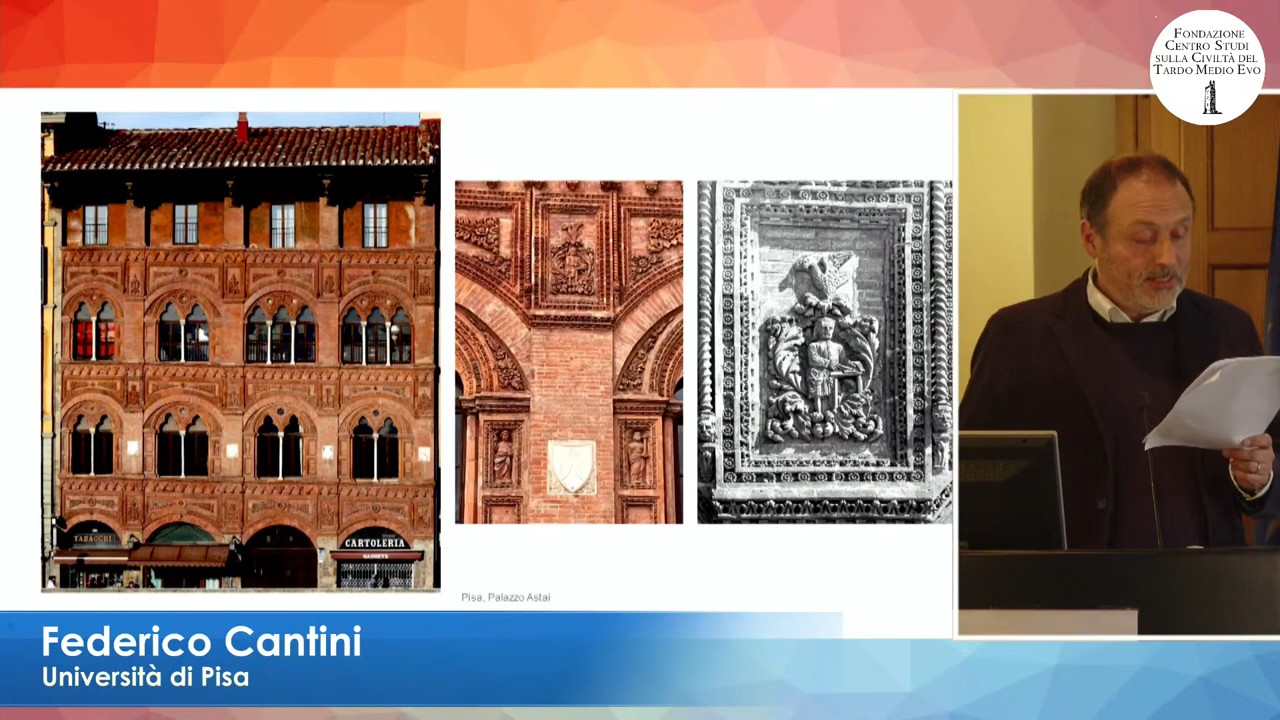 FONDAZIONE
CENTRO STUDI
SULLA CIVILTÀ DEL
TARDO MEDIO EVO
TABACCHI
CARTOLERIA
Pisa, Palazzo Astai
Federico Cantini
Università di Pisa